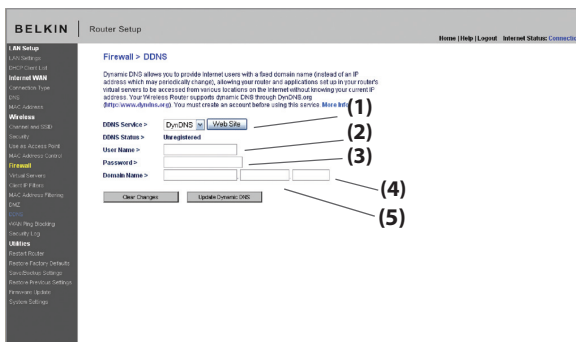 BELKIN
Router Setup
Home |Help |Logout Internet Status: Connectio
LAN Setup
LAN Settings
DHCP Client List
Internet WAN
Connection Type
DNS
MAC Address
Wireless
Channel and SSID
Security
Use as Access Point
MAC Address Control
Firewall
Virtual Servers
Client IP Filters
MAC Address Filtering
DMZ
DDNS
WAN Ping Blocking
Security Log
Utilities
Restart Router
Restore Factory Defaults
Save/Backup Settings
Restore Previous Settings
Firmware Update
System Settings
Firewall > DDNS
Dynamic DNS allows you to provide Internet users with a fixed domain name (instead of an IP
address which may periodically change), allowing your router and applications set up in your router's
virtual servers to be accessed from various locations on the Internet without knowing your current IP
address. Your Wireless Router supports dynamic DNS through DynDNS.org
(http:/www.dyndns.org). You must create an account before using this service. More Info
DDNS Service > DynDNS Web Site
(1)
DDNS Status > Unregistered
User Name >
(2)
Password >
(3)
Domain Name >
(4)
Clear Changes Update Dynamic DNS
(5)